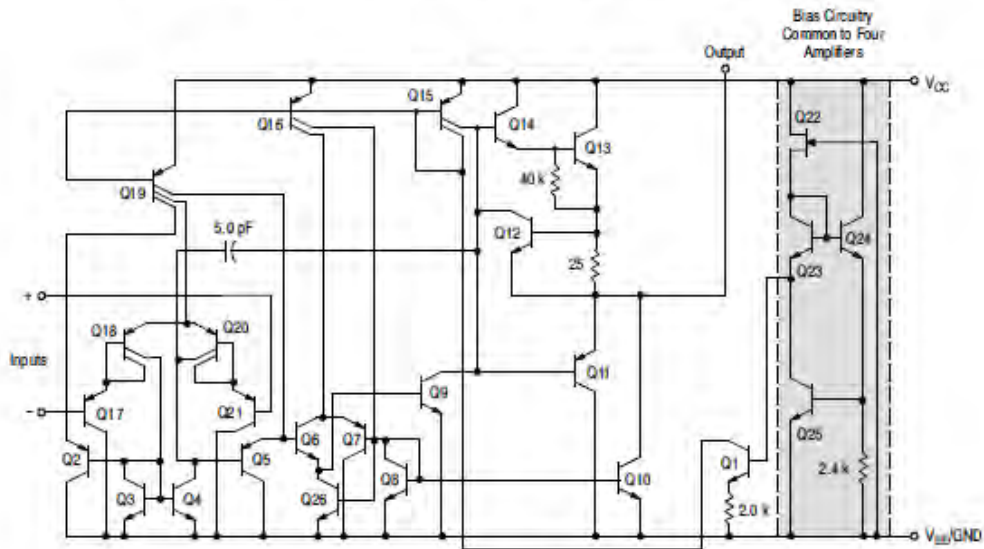 Bias Circuitry
Common to Four
Amplifiers
Output
VCC
Q22
Q15
Q16
Q14
Q13
Q19
40 k
Q12
Q24
Q23
5.0 pF
25
+
Q18
Q20
Inputs
Q9
Q11
–
Q17
Q21
Q6
Q7
Q25
Q2
Q5
Q8
Q1
Q10
2.4 k
Q3
Q4
Q26
2.0 k
VEE/GND